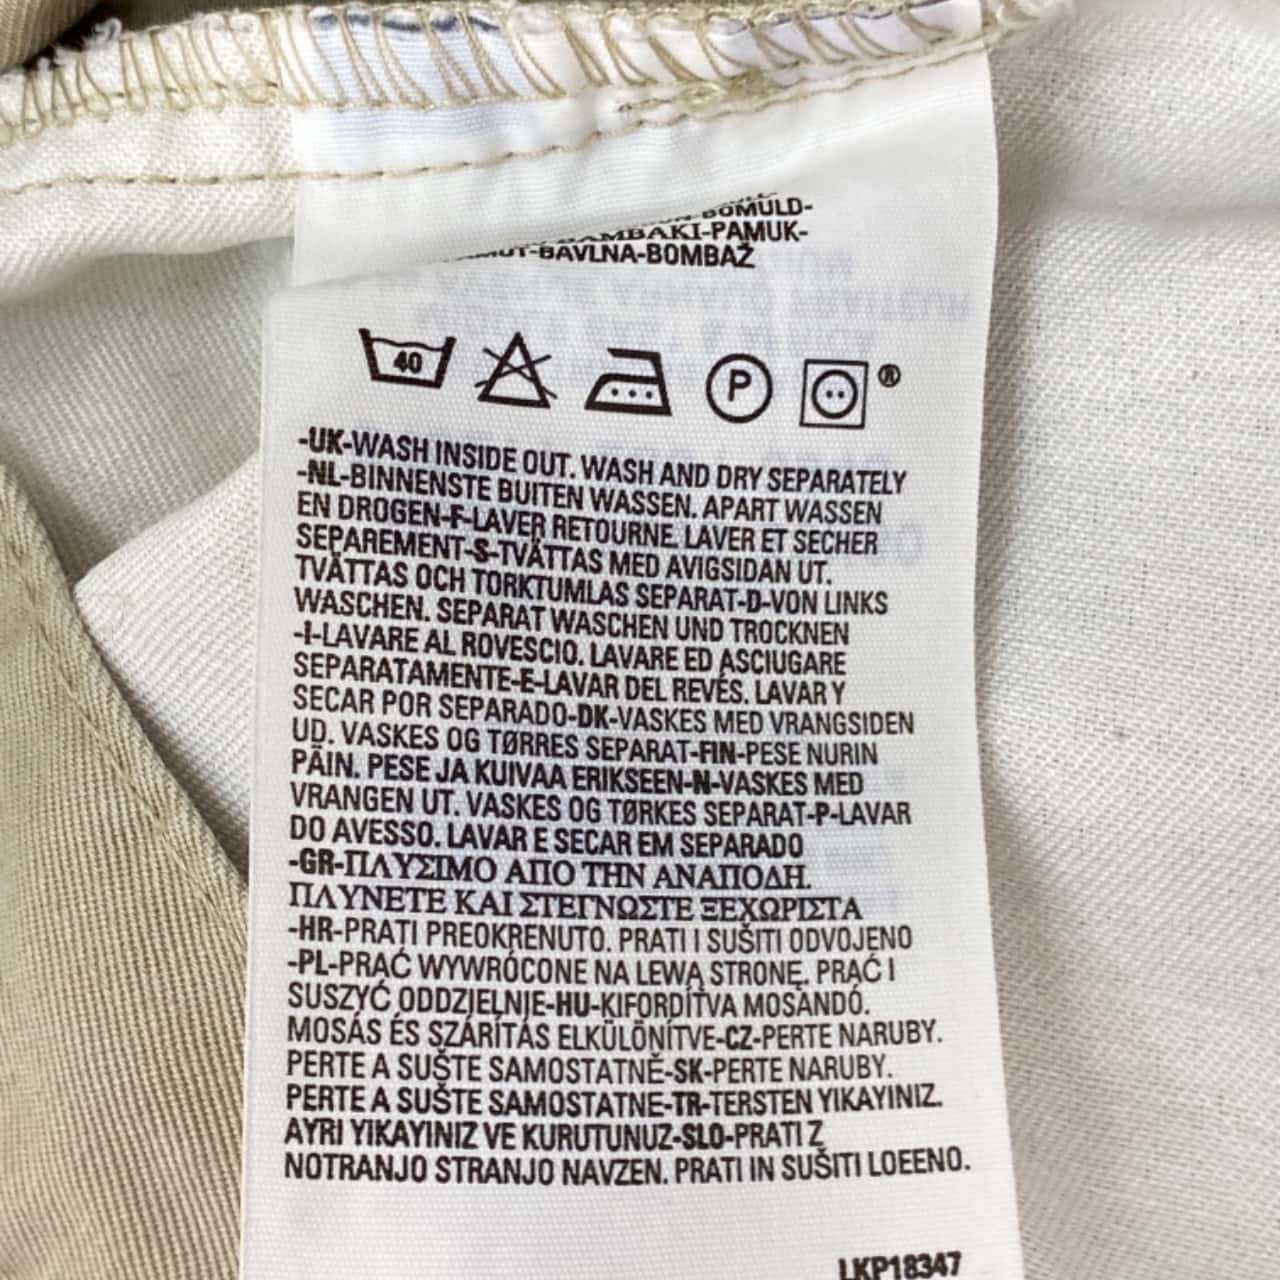 BOMULD-
BAMBAKI-PAMUK-
-BAVLNA-BOMBAŽ
40 P ®
-UK-WASH INSIDE OUT. WASH AND DRY SEPARATELY
-NL-BINNENSTE BUITEN WASSEN. APART WASSEN
EN DROGEN-F-LAVER RETOURNE. LAVER ET SECHER
SEPAREMENT-S-TVÄTTAS MED AVIGSIDAN UT.
TVÄTTAS OCH TORKTUMLAS SEPARAT-D-VON LINKS
WASCHEN. SEPARAT WASCHEN UND TROCKNEN
-I-LAVARE AL ROVESCIO. LAVARE ED ASCIUGARE
SEPARATAMENTE-E-LAVAR DEL REVÉS. LAVAR Y
SECAR POR SEPARADO-DK-VASKES MED VRANGSIDEN
UD. VASKES OG TØRRES SEPARAT-FIN-PESE NURIN
PÄIN. PESE JA KUIVAA ERIKSEEN-N-VASKES MED
VRANGEN UT. VASKES OG TØRKES SEPARAT-P-LAVAR
DO AVESSO. LAVAR E SECAR EM SEPARADO
-GR-ΠΛΥΣΙΜΟ ΑΠΟ ΤΗΝ ΑΝΑΠΟΔΗ.
ΠΛΥΝΕΤΕ ΚΑΙ ΣΤΕΓΝΩΣΤΕ ΞΕΧΩΡΙΣΤΑ
-HR-PRATI PREOKRENUTO. PRATI I SUŠITI ODVOJENO
-PL-PRAĆ WYWRÓCONE NA LEWĄ STRONĘ. PRAĆ I
SUSZYĆ ODDZIELNIE-HU-KIFORDÍTVA MOSANDÓ.
MOSÁS ÉS SZÁRÍTÁS ELKÜLÖNÍTVE-CZ-PERTE NARUBY.
PERTE A SUŠTE SAMOSTATNĚ-SK-PERTE NARUBY.
PERTE A SUŠTE SAMOSTATNE-TR-TERSTEN YIKAYINIZ.
AYRI YIKAYINIZ VE KURUTUNUZ-SLO-PRATI Z
NOTRANJO STRANJO NAVZEN. PRATI IN SUŠITI LOEENO.
LKP18347